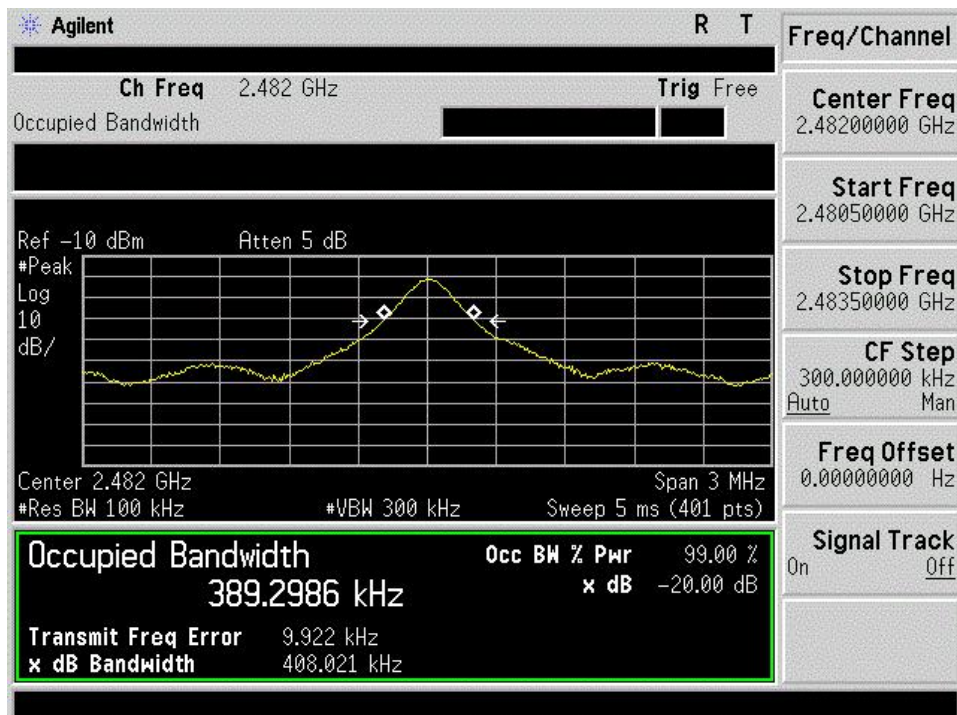 Agilent
R T
Ch Freq 2.482 GHz
Trig Free
Occupied Bandwidth
Ref -10 dBm
Atten 5 dB
#Peak
Log
10
dB/
Center 2.482 GHz
Span 3 MHz
#Res BW 100 kHz
#VBW 300 kHz
Sweep 5 ms (401 pts)
Occupied Bandwidth
389.2986 kHz
Occ BW % Pwr 99.00 %
x dB -20.00 dB
Transmit Freq Error 9.922 kHz
x dB Bandwidth 408.021 kHz
Freq/Channel
Center Freq
2.48200000 GHz
Start Freq
2.48050000 GHz
Stop Freq
2.48350000 GHz
CF Step
300.000000 kHz
Auto Man
Freq Offset
0.00000000 Hz
Signal Track
On Off